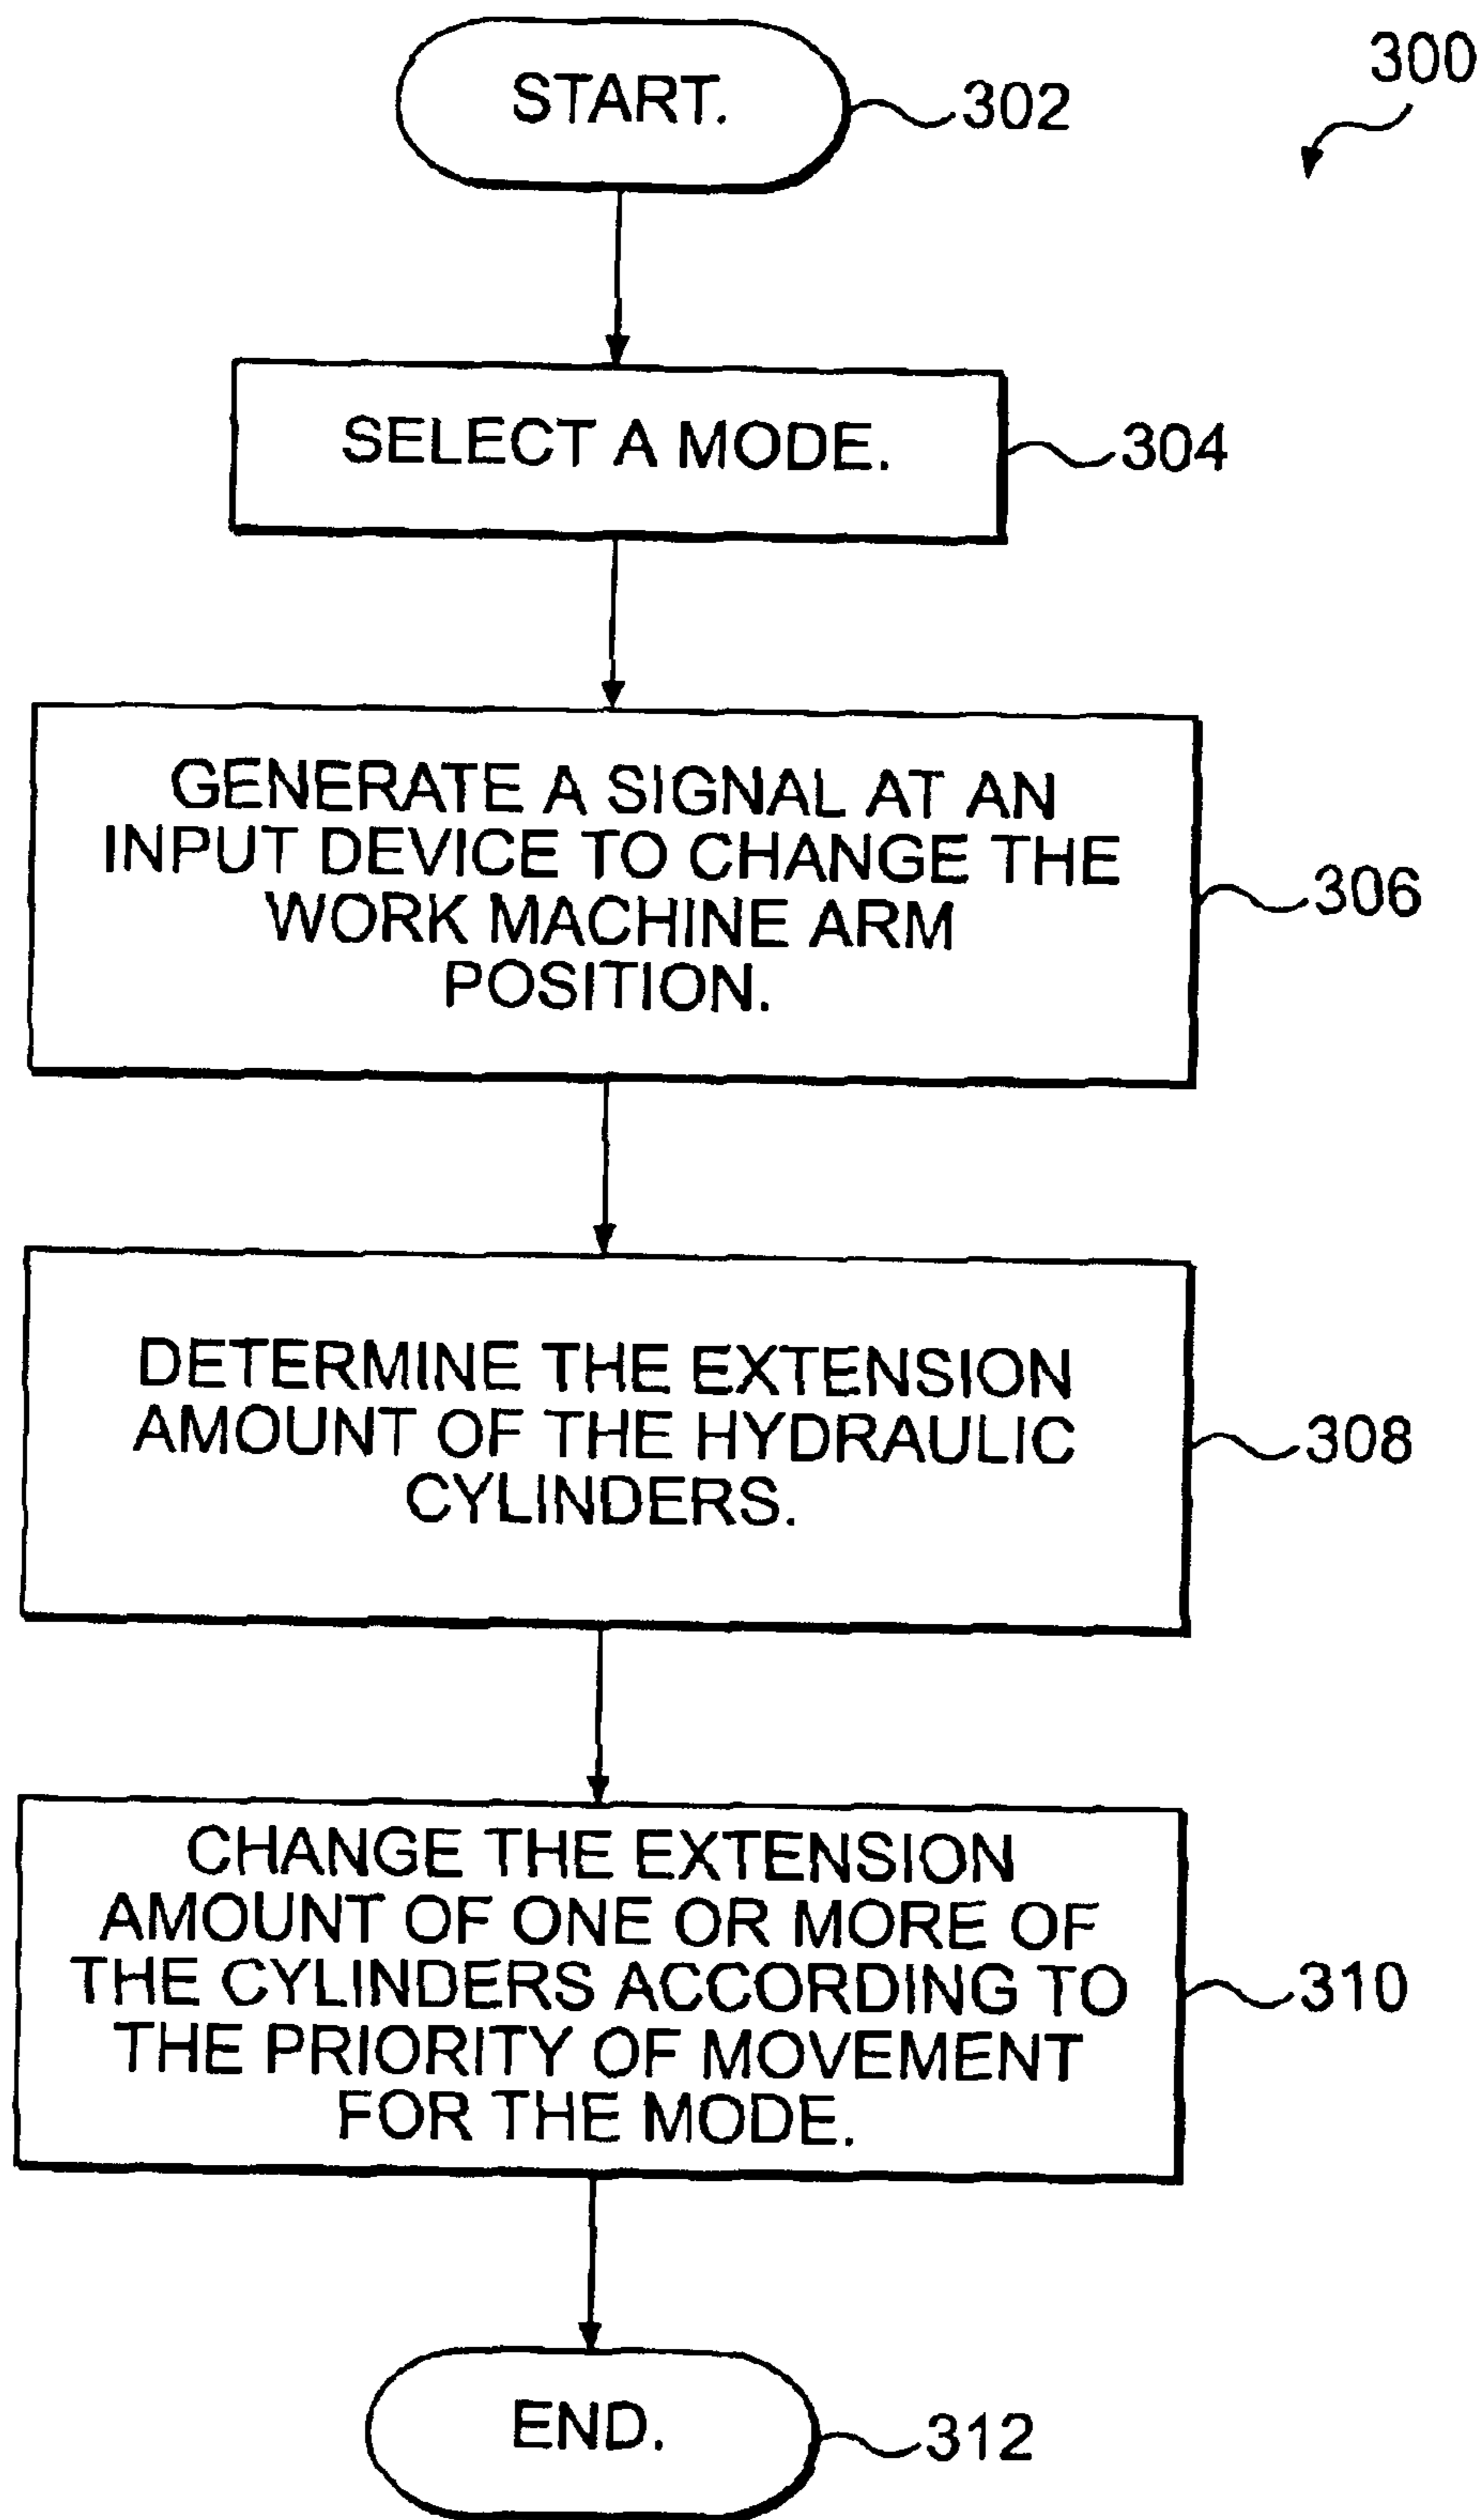 300
START.
302
SELECT A MODE.
304
GENERATE A SIGNAL AT AN
INPUT DEVICE TO CHANGE THE
WORK MACHINE ARM
POSITION.
306
DETERMINE THE EXTENSION
AMOUNT OF THE HYDRAULIC
CYLINDERS.
308
CHANGE THE EXTENSION
AMOUNT OF ONE OR MORE OF
THE CYLINDERS ACCORDING TO
THE PRIORITY OF MOVEMENT
FOR THE MODE.
310
END.
312